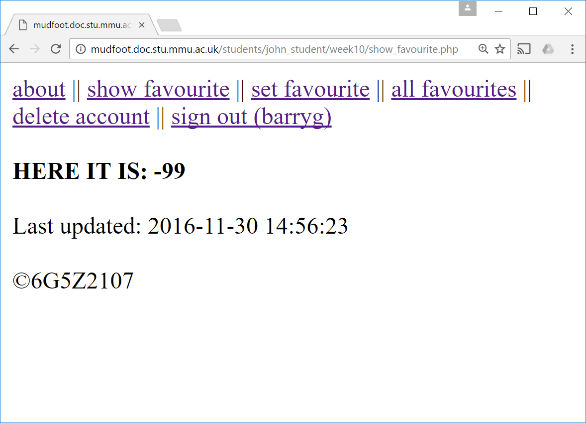 mudfoot.doc.stu.mmu.ac
mudfoot.doc.stu.mmu.ac.uk/students/john_student/week10/show_favourite.php
about || show favourite || set favourite || all favourites ||
delete account || sign out (barryg)
HERE IT IS: -99
Last updated: 2016-11-30 14:56:23
©6G5Z2107